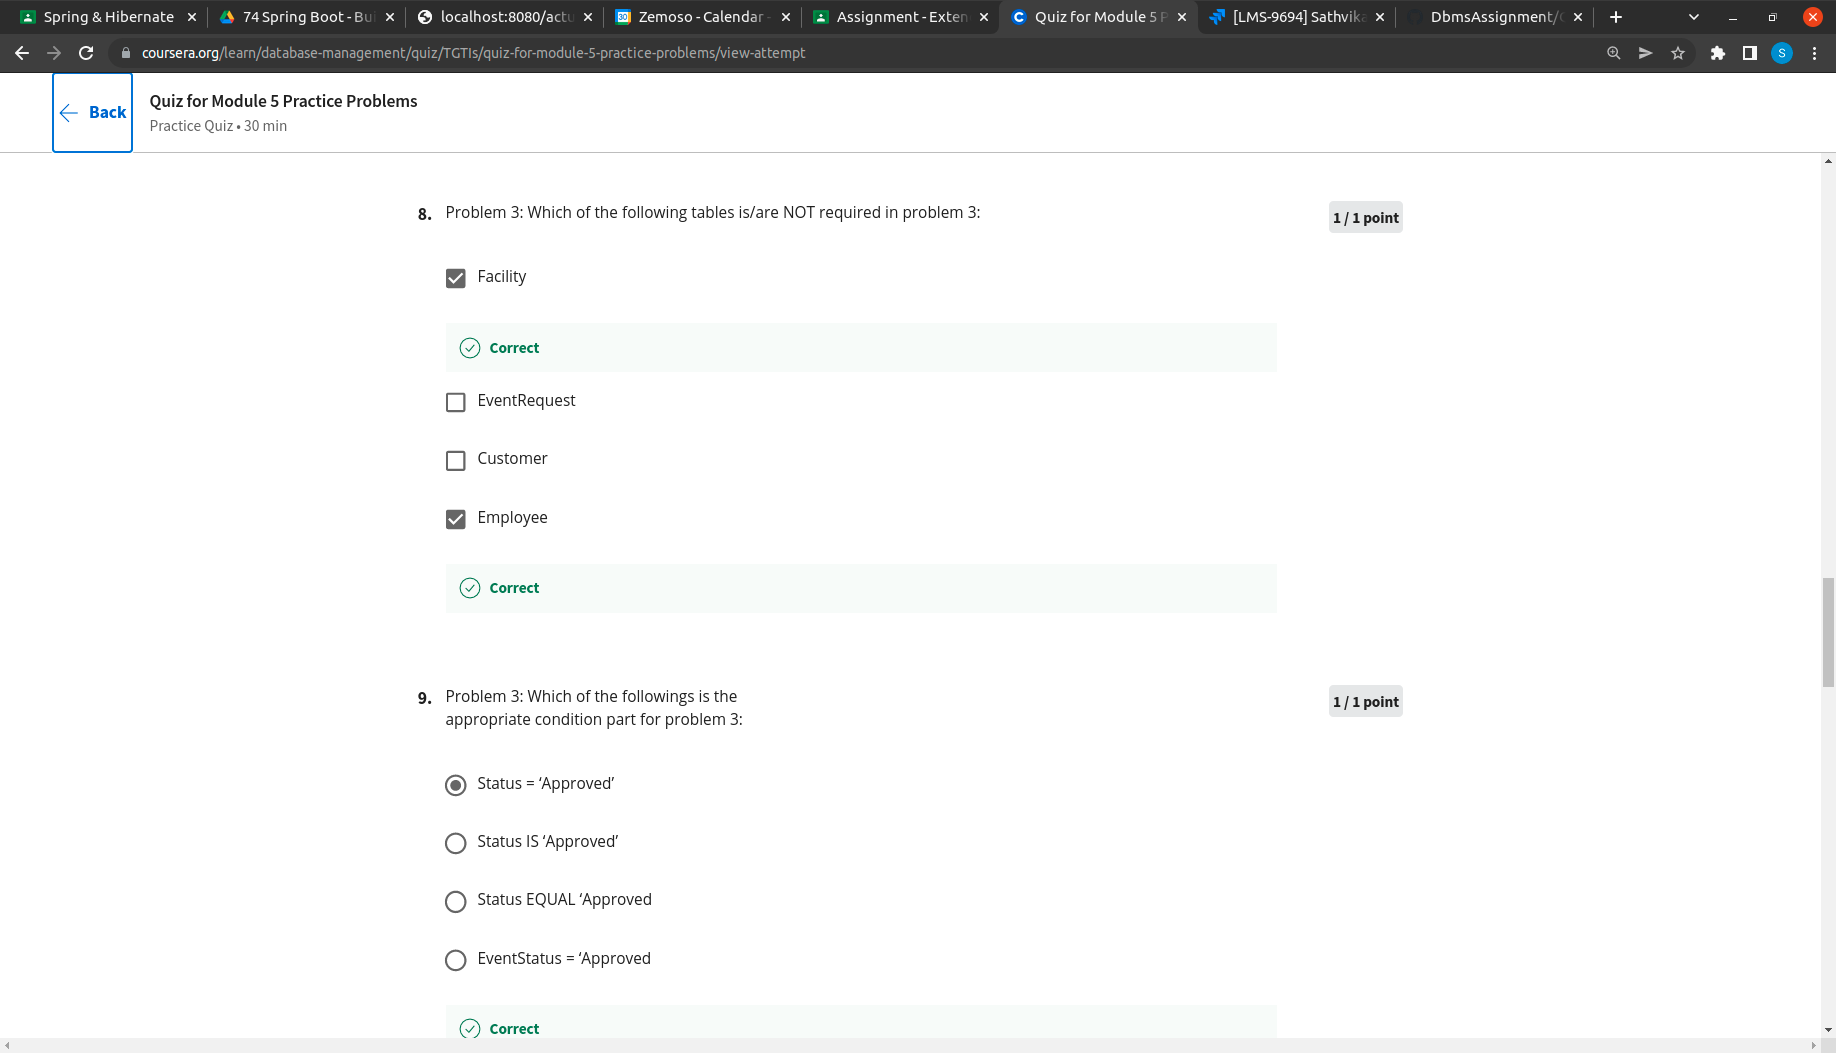 Spring & Hibernate
74 Spring Boot - Bui
localhost:8080/actu
Zemoso - Calendar -
Assignment - Exten
Quiz for Module 5 P
[LMS-9694] Sathvika
DbmsAssignment/
coursera.org/learn/database-management/quiz/TGTIs/quiz-for-module-5-practice-problems/view-attempt
S
Back
Quiz for Module 5 Practice Problems
Practice Quiz • 30 min
8. Problem 3: Which of the following tables is/are NOT required in problem 3:
1 / 1 point
Facility
Correct
EventRequest
Customer
Employee
Correct
9. Problem 3: Which of the followings is the
appropriate condition part for problem 3:
1 / 1 point
Status = ‘Approved’
Status IS ‘Approved’
Status EQUAL ‘Approved
EventStatus = ‘Approved
Correct